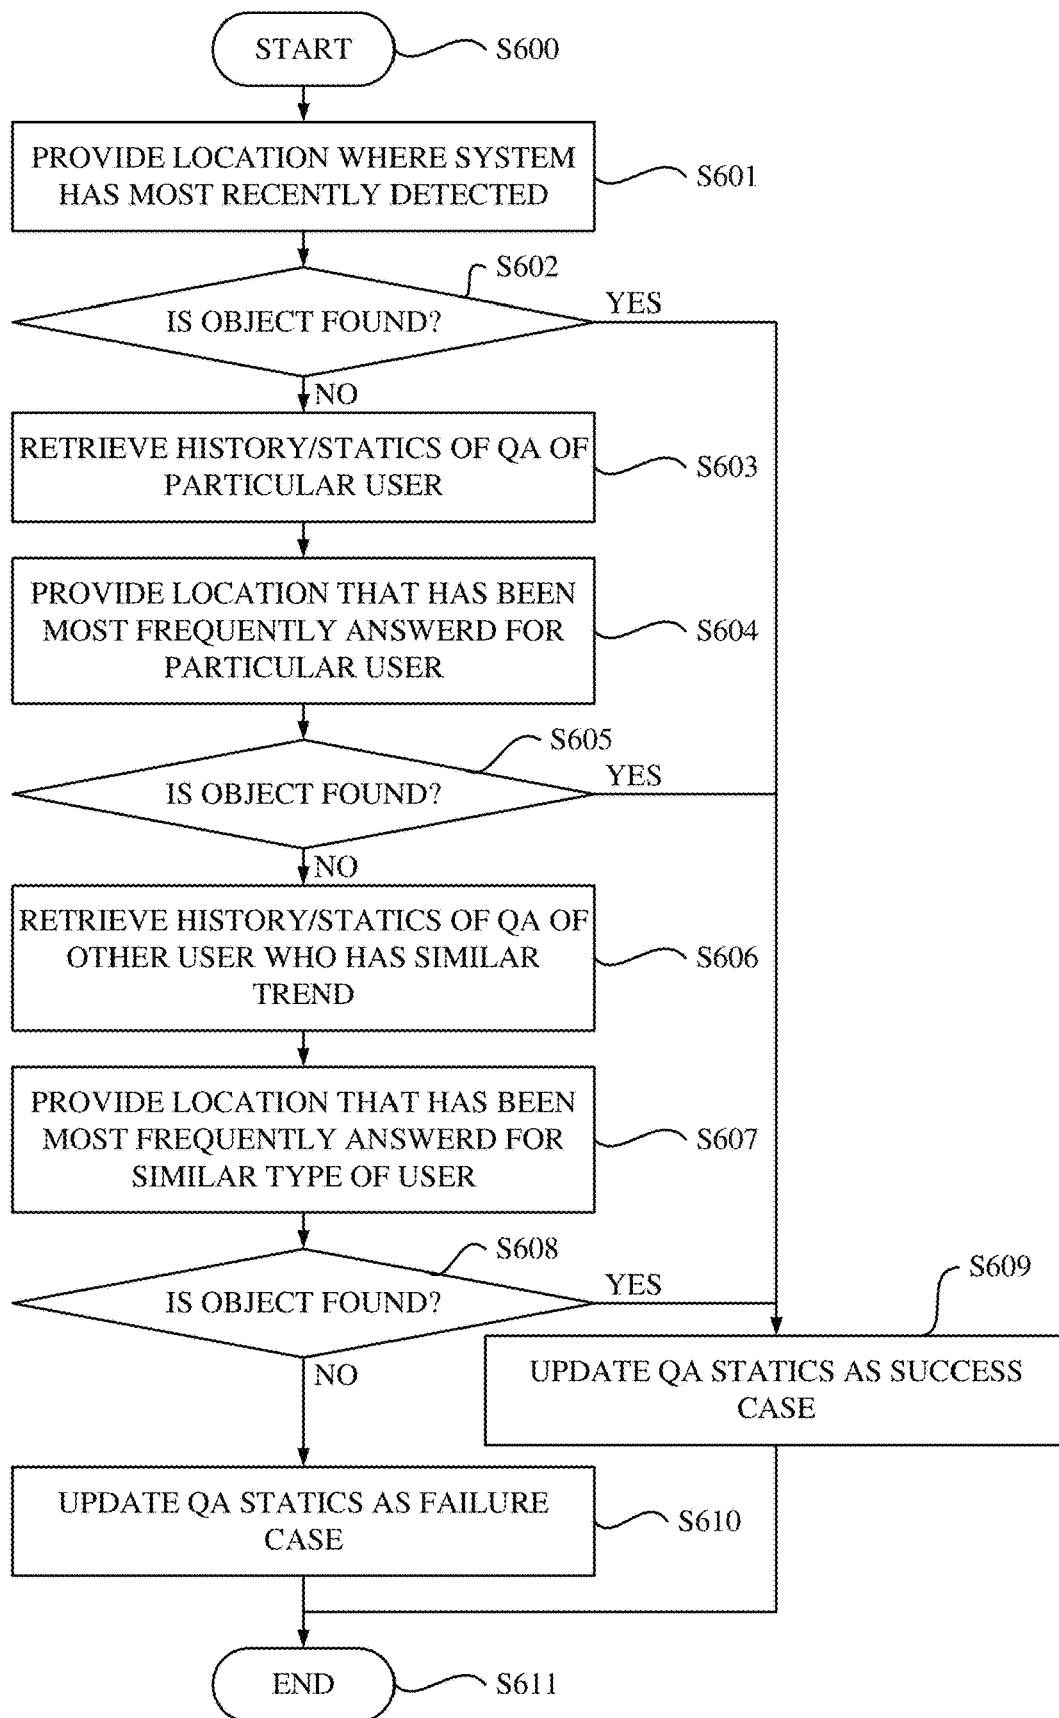 START
S600
PROVIDE LOCATION WHERE SYSTEM
HAS MOST RECENTLY DETECTED
S601
S602
IS OBJECT FOUND?
YES
NO
RETRIEVE HISTORY/STATICS OF QA OF
PARTICULAR USER
S603
PROVIDE LOCATION THAT HAS BEEN
MOST FREQUENTLY ANSWERD FOR
PARTICULAR USER
S604
S605
IS OBJECT FOUND?
YES
NO
RETRIEVE HISTORY/STATICS OF QA OF
OTHER USER WHO HAS SIMILAR
TREND
S606
PROVIDE LOCATION THAT HAS BEEN
MOST FREQUENTLY ANSWERD FOR
SIMILAR TYPE OF USER
S607
S608
IS OBJECT FOUND?
YES
NO
S609
UPDATE QA STATICS AS SUCCESS
CASE
UPDATE QA STATICS AS FAILURE
CASE
S610
END
S611